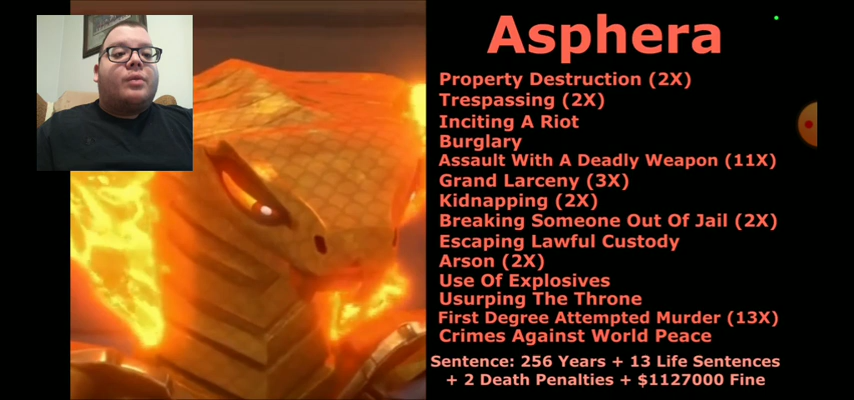 Asphera
Property Destruction (2X)
Trespassing (2X)
Inciting A Riot
Burglary
Assault With A Deadly Weapon (11X)
Grand Larceny (3X)
Kidnapping (2X)
Breaking Someone Out Of Jail (2X)
Escaping Lawful Custody
Arson (2X)
Use Of Explosives
Usurping The Throne
First Degree Attempted Murder (13X)
Crimes Against World Peace
Sentence: 256 Years + 13 Life Sentences
+ 2 Death Penalties + $1127000 Fine